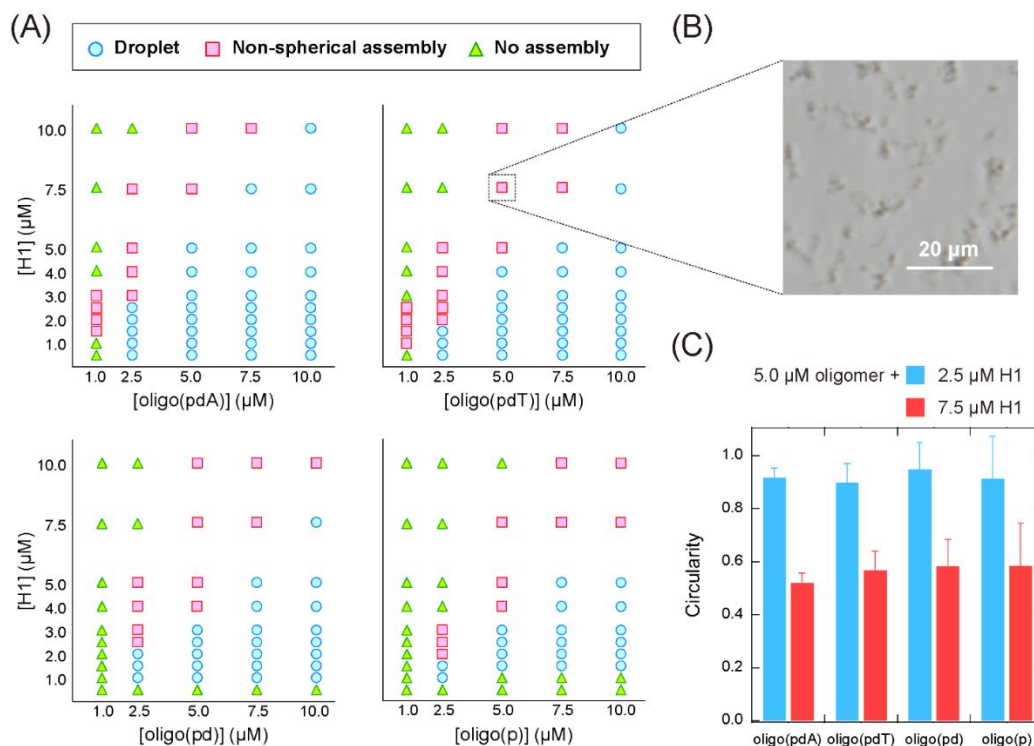 (A)
Droplet Non-spherical assembly No assembly
10.0
7.5
5.0
4.0
3.0
2.0
1.0
[H1] (µM)
1.0 2.5 5.0 7.5 10.0
[oligo(pdA)] (µM)
1.0 2.5 5.0 7.5 10.0
[oligo(pdT)] (µM)
10.0
7.5
5.0
4.0
3.0
2.0
1.0
[H1] (µM)
1.0 2.5 5.0 7.5 10.0
[oligo(pd)] (µM)
1.0 2.5 5.0 7.5 10.0
[oligo(p)] (µM)
(B)
20 µm
(C)
5.0 µM oligomer + 2.5 µM H1
7.5 µM H1
1.0
0.8
0.6
0.4
0.2
0.0
Circularity
oligo(pdA) oligo(pdT) oligo(pd) oligo(p)